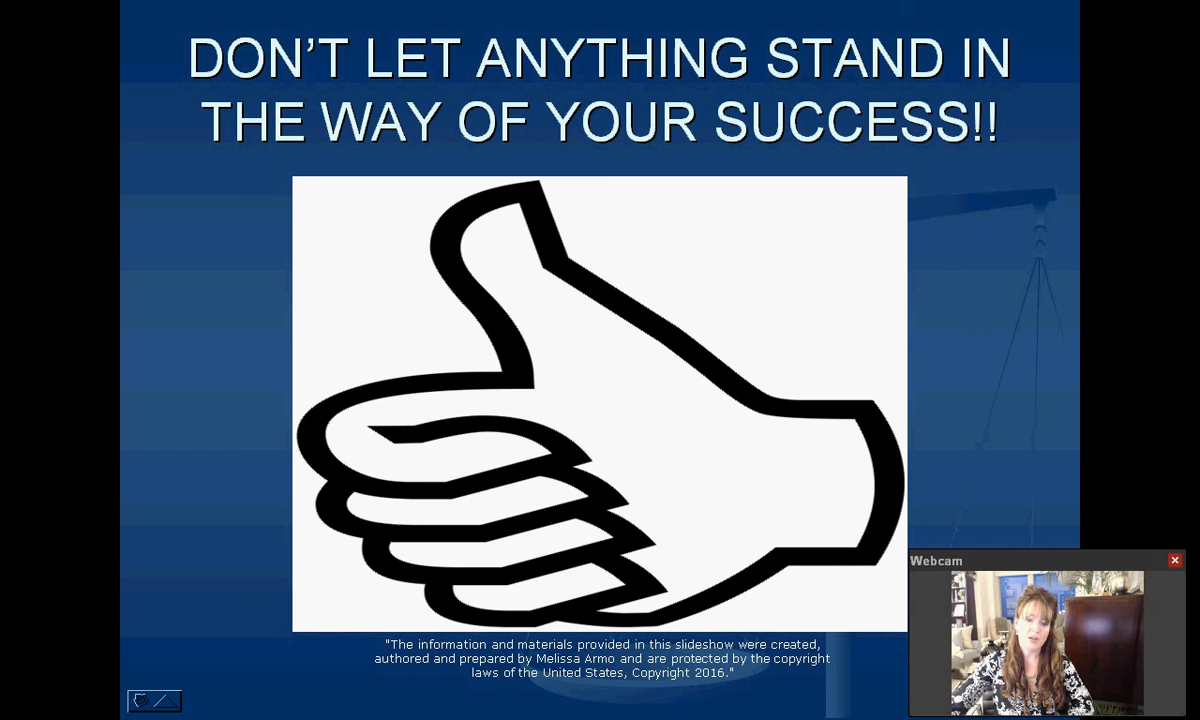 DON’T LET ANYTHING STAND IN
THE WAY OF YOUR SUCCESS!!
"The information and materials provided in this slideshow were created,
authored and prepared by Melissa Armo and are protected by the copyright
laws of the United States, Copyright 2016."
Webcam